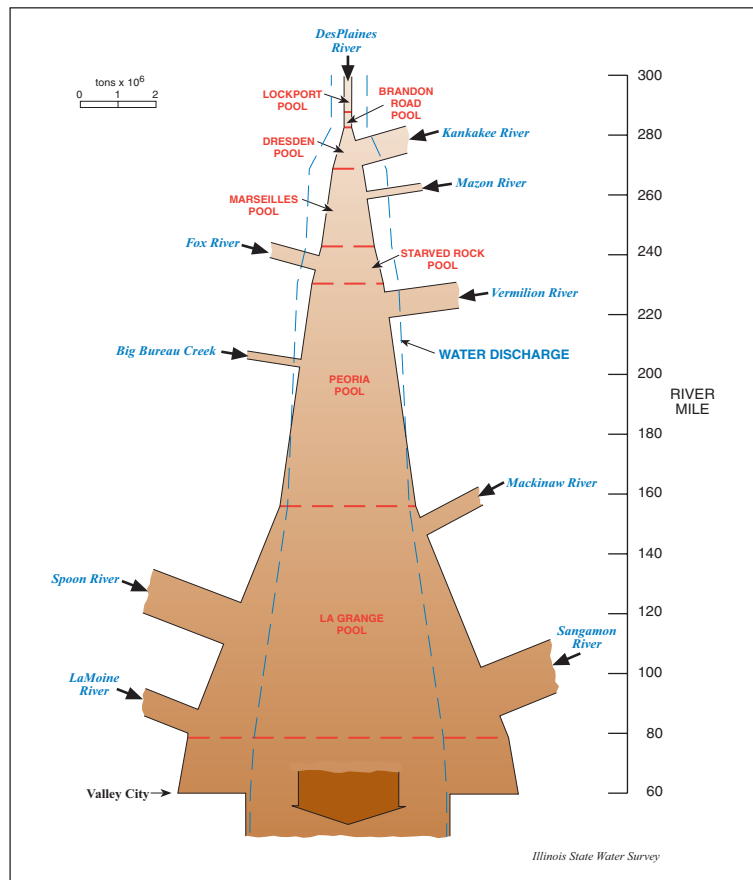 DesPlaines
River
tons x 10⁶
0 1 2
LOCKPORT
POOL
BRANDON
ROAD
POOL
DRESDEN
POOL
Kankakee River
Mazon River
MARSEILLES
POOL
Fox River
STARVED ROCK
POOL
Vermilion River
Big Bureau Creek
WATER DISCHARGE
PEORIA
POOL
Mackinaw River
Spoon River
LA GRANGE
POOL
Sangamon
River
LaMoine
River
Valley City
300
280
260
240
220
200
180
160
140
120
100
80
60
RIVER
MILE
Illinois State Water Survey